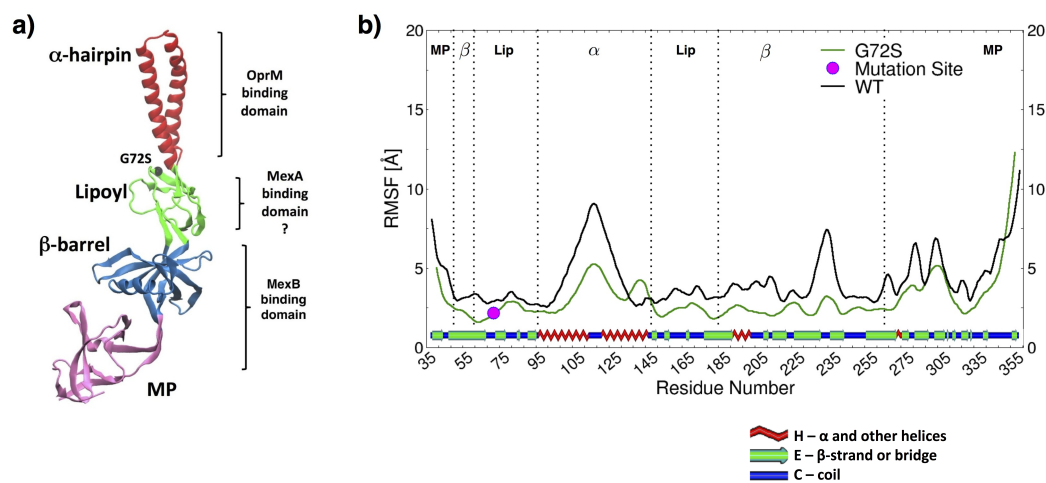 a)
α-hairpin
OprM
binding
domain
G72S
Lipoyl
MexA
binding
domain
?
β-barrel
MexB
binding
domain
MP
b)
20
15
10
5
0
RMSF [Å]
MP
β
Lip
α
Lip
β
MP
G72S
Mutation Site
WT
20
15
10
5
0
35 55 75 95 115 105 145 185 205 225 235 245 265 275 295 305 335 355
Residue Number
H – α and other helices
E – β-strand or bridge
C – coil